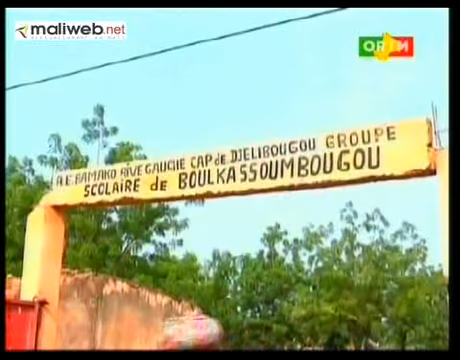 maliweb.net
ORTM
A.E BAMAKO RIVE GAUCHE CAP de DJELIBOUGOU GROUPE
SCOLAIRE de BOULKASSOUMBOUGOU